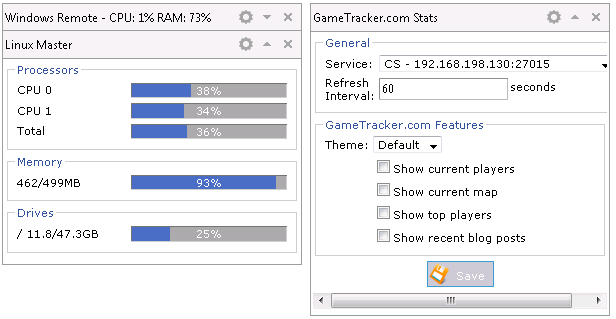 Windows Remote - CPU: 1% RAM: 73%
Linux Master
Processors
CPU 0 38%
CPU 1 34%
Total 36%
Memory
462/499MB 93%
Drives
/ 11.8/47.3GB 25%
GameTracker.com Stats
General
Service: CS - 192.168.198.130:27015
Refresh
Interval: 60 seconds
GameTracker.com Features
Theme: Default
Show current players
Show current map
Show top players
Show recent blog posts
Save